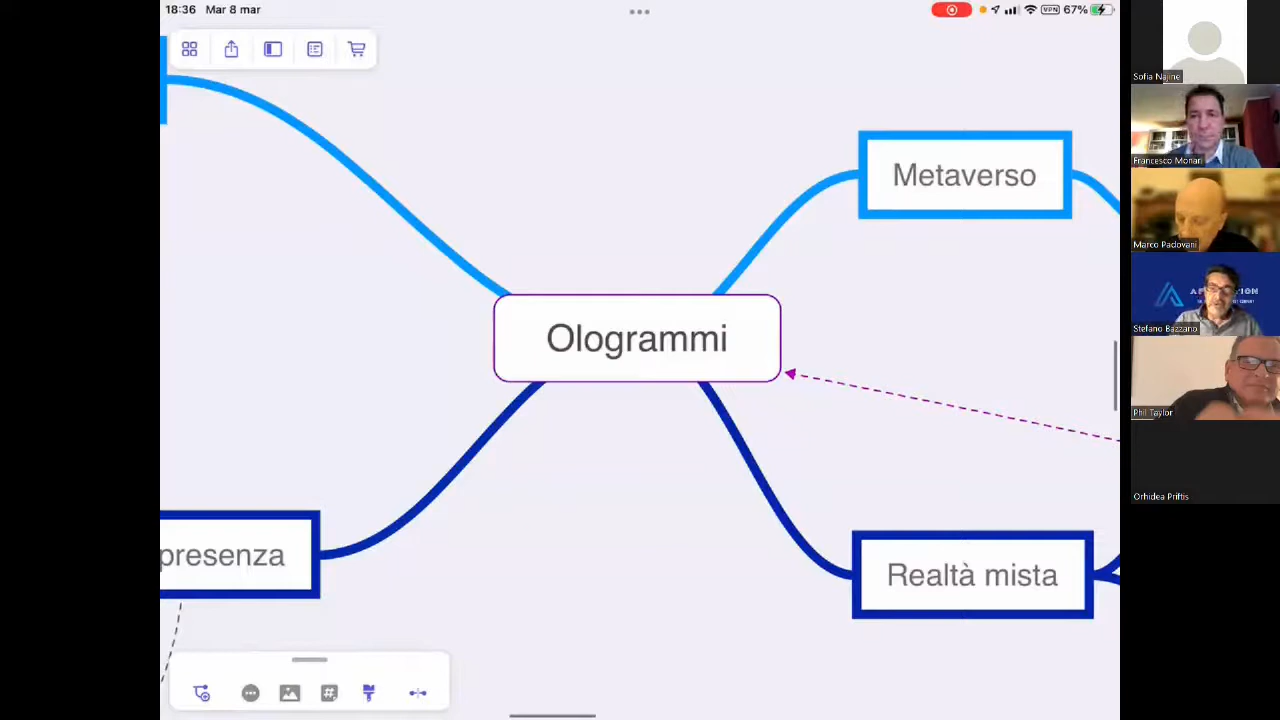 18:36 Mar 8 mar
VPN 67%
Metaverso
Ologrammi
presenza
Realtà mista
Sofia Najine
Francesco Monari
Marco Padovani
Stefano Bazzano
Phil Taylor
Orhidea Priftis